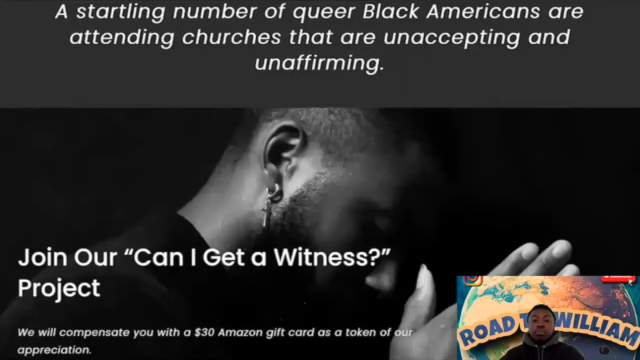 A startling number of queer Black Americans are
attending churches that are unaccepting and
unaffirming.
Join Our “Can I Get a Witness?”
Project
We will compensate you with a $30 Amazon gift card as a token of our
appreciation.
ROAD T WILLIAM